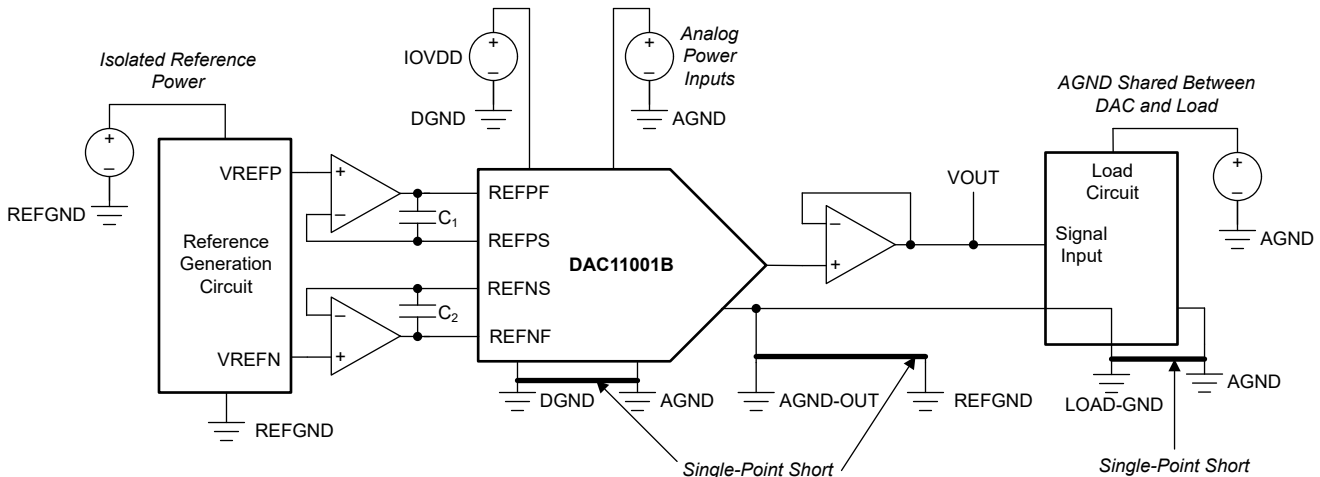 Isolated Reference
Power
REFGND
VREFP
Reference
Generation
Circuit
VREFN
REFGND
+
−
+
−
C1
−
+
C2
IOVDD
+
−
DGND
+
−
Analog
Power
Inputs
AGND
REFPF
REFPS
DAC11001B
REFNS
REFNF
DGND
AGND
−
+
VOUT
AGND-OUT
REFGND
Single-Point Short
AGND Shared Between
DAC and Load
Load
Circuit
Signal
Input
+
−
AGND
LOAD-GND
AGND
Single-Point Short